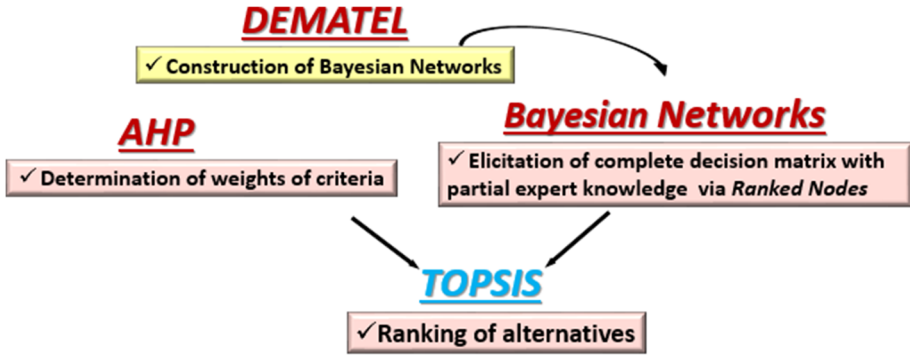 DEMATEL
✓ Construction of Bayesian Networks
AHP
✓ Determination of weights of criteria
Bayesian Networks
✓ Elicitation of complete decision matrix with
partial expert knowledge via Ranked Nodes
TOPSIS
✓Ranking of alternatives